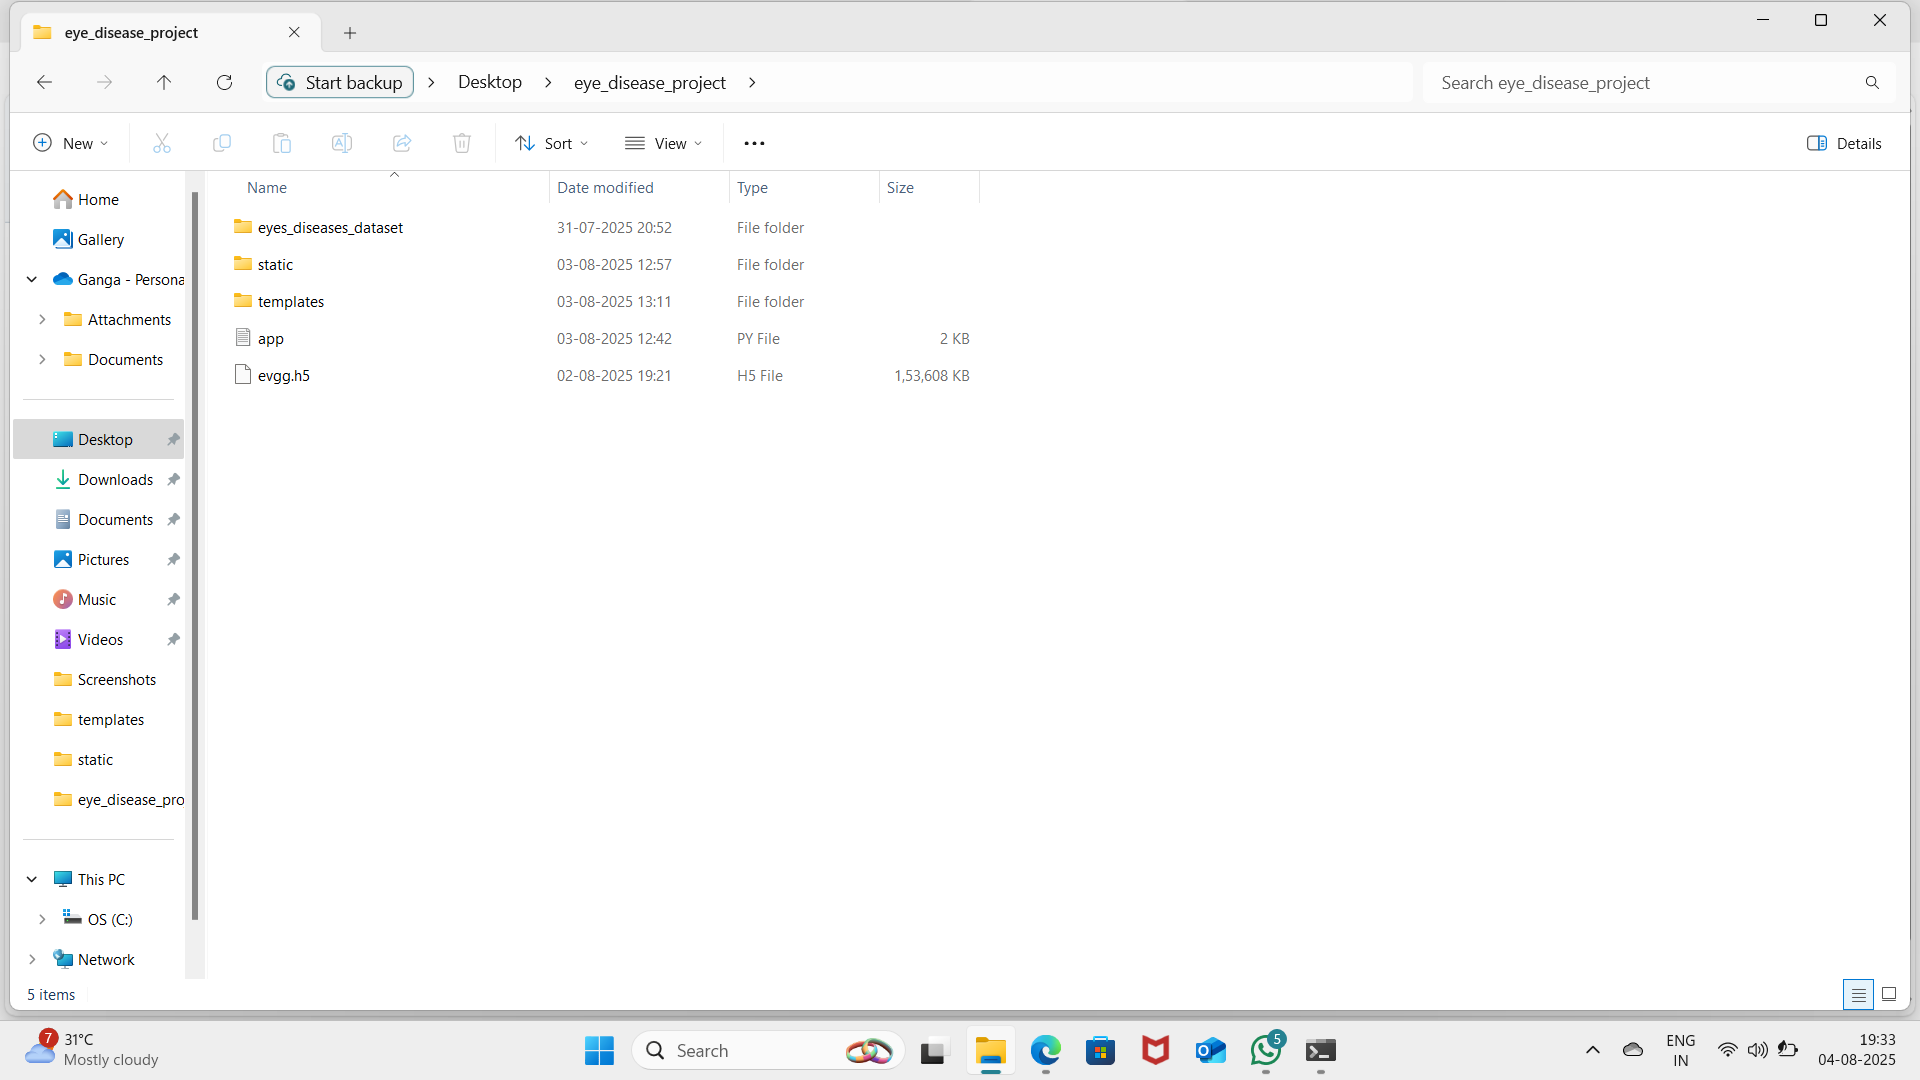 eye_disease_project
Start backup
Desktop
eye_disease_project
Search eye_disease_project
New
Sort
View
Details
Home
Gallery
Ganga - Persona
Attachments
Documents
Desktop
Downloads
Documents
Pictures
Music
Videos
Screenshots
templates
static
eye_disease_pro
This PC
OS (C:)
Network
Name Date modified Type Size
eyes_diseases_dataset 31-07-2025 20:52 File folder
static 03-08-2025 12:57 File folder
templates 03-08-2025 13:11 File folder
app 03-08-2025 12:42 PY File 2 KB
evgg.h5 02-08-2025 19:21 H5 File 1,53,608 KB
5 items
7
31°C
Mostly cloudy
Search
5
ENG
IN
19:33
04-08-2025